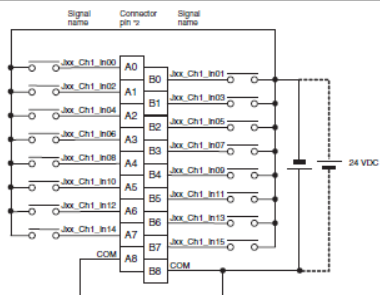 Signal name
Connector pin *2
Signal name
Jxx_Ch1_In00 A0
B0 Jxx_Ch1_In01
Jxx_Ch1_In02 A1
B1 Jxx_Ch1_In03
Jxx_Ch1_In04 A2
B2 Jxx_Ch1_In05
Jxx_Ch1_In06 A3
B3 Jxx_Ch1_In07
Jxx_Ch1_In08 A4
B4 Jxx_Ch1_In09
24 VDC
Jxx_Ch1_In10 A5
B5 Jxx_Ch1_In11
Jxx_Ch1_In12 A6
B6 Jxx_Ch1_In13
Jxx_Ch1_In14 A7
B7 Jxx_Ch1_In15
COM A8
B8 COM